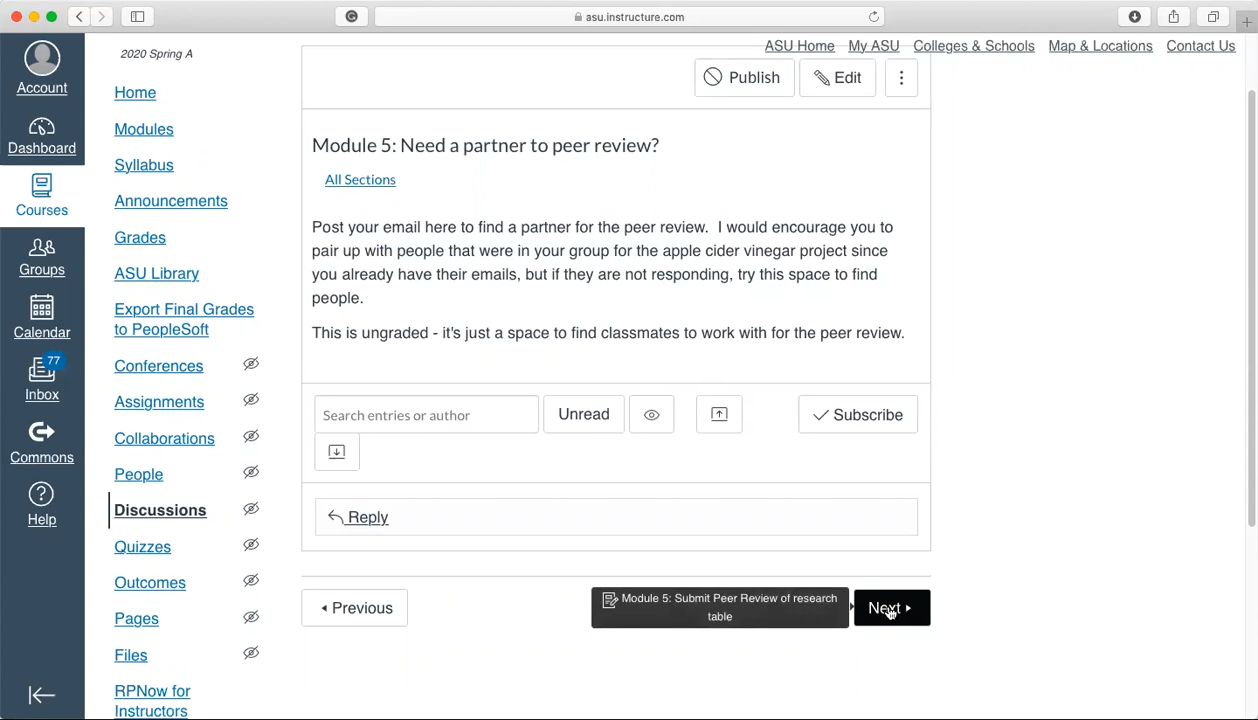 asu.instructure.com
ASU Home My ASU Colleges & Schools Map & Locations Contact Us
Account
Dashboard
Courses
Groups
Calendar
77
Inbox
Commons
Help
2020 Spring A
Home
Modules
Syllabus
Announcements
Grades
ASU Library
Export Final Grades
to PeopleSoft
Conferences
Assignments
Collaborations
People
Discussions
Quizzes
Outcomes
Pages
Files
RPNow for
Instructors
Publish
Edit
Module 5: Need a partner to peer review?
All Sections
Post your email here to find a partner for the peer review. I would encourage you to
pair up with people that were in your group for the apple cider vinegar project since
you already have their emails, but if they are not responding, try this space to find
people.
This is ungraded - it's just a space to find classmates to work with for the peer review.
Search entries or author
Unread
Subscribe
Reply
Previous
Module 5: Submit Peer Review of research
table
Next